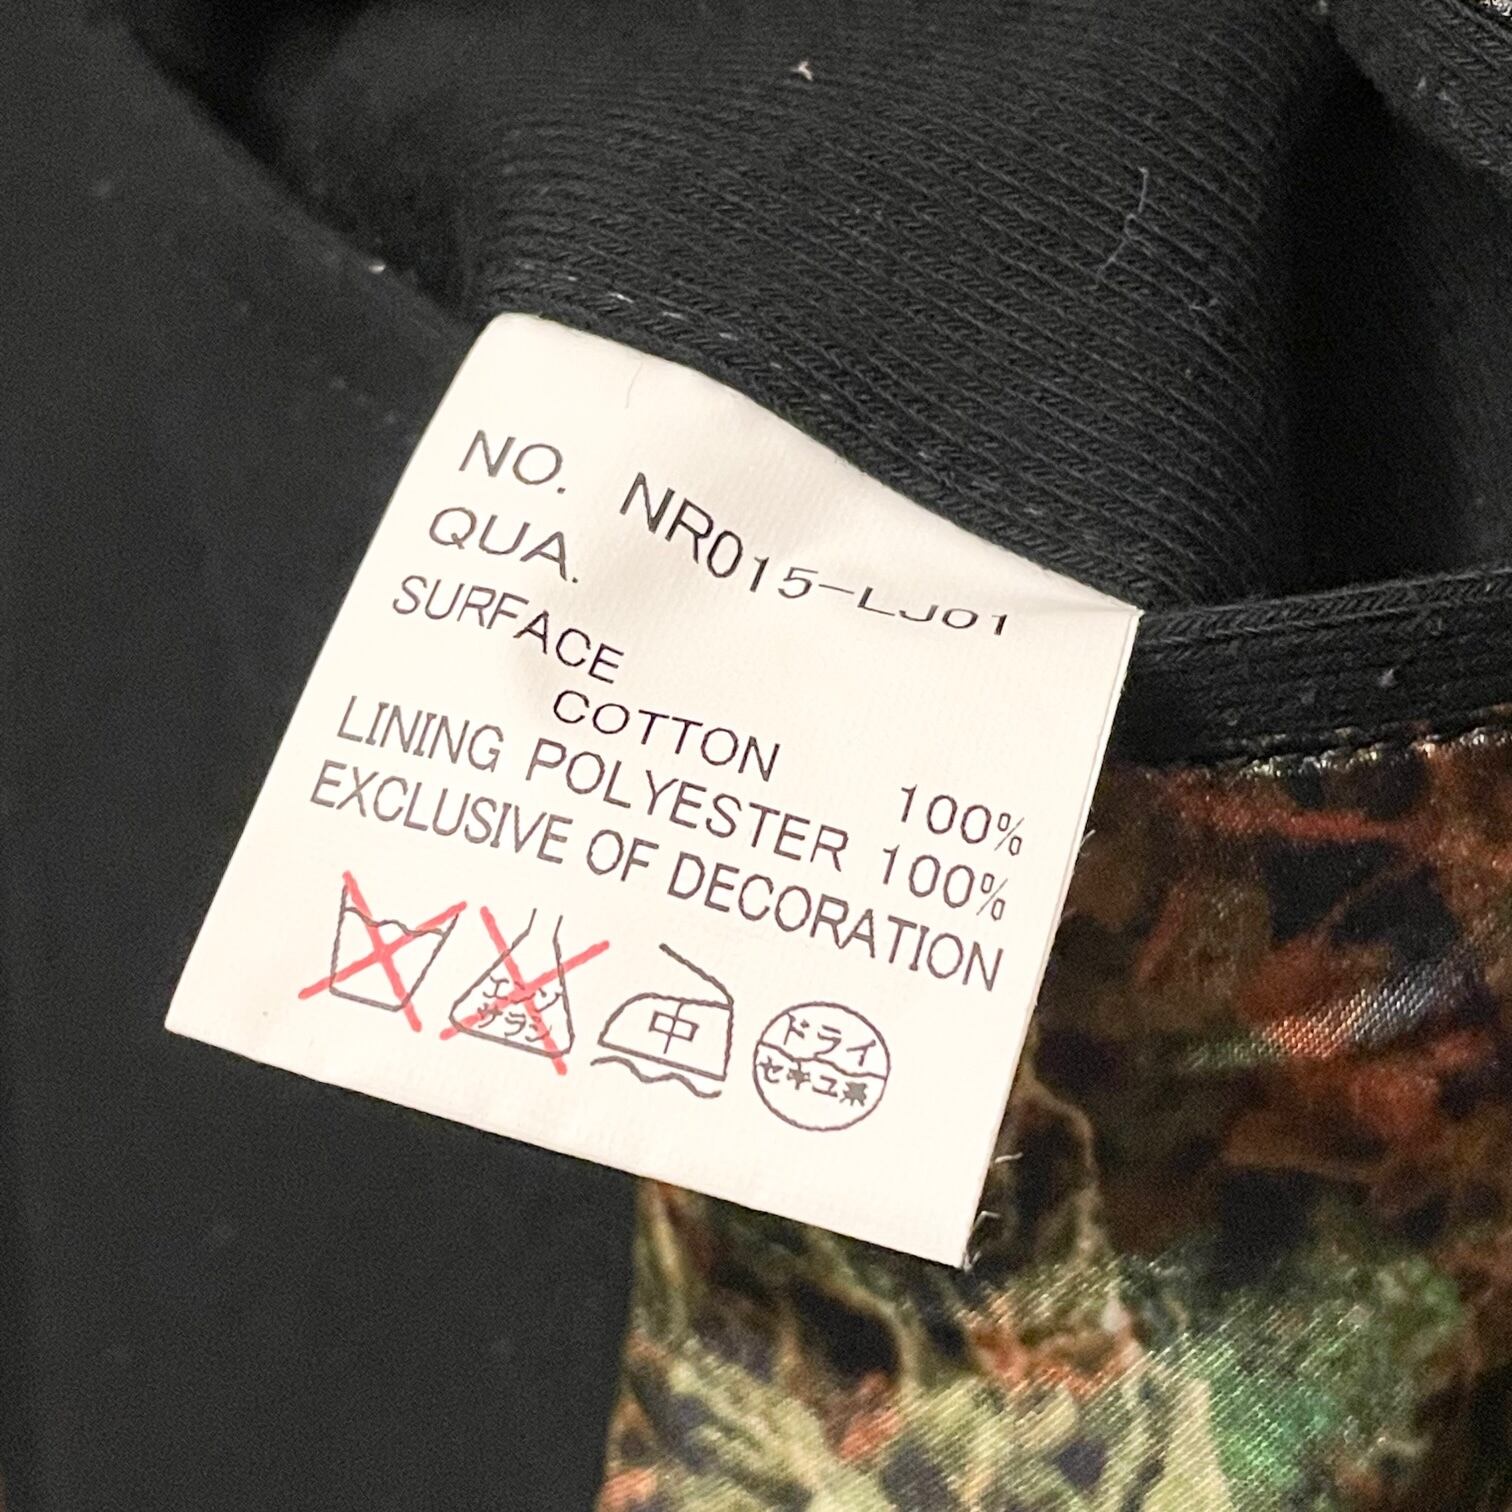 NO. NR015-LJ01
QUA.
SURFACE
COTTON 100%
LINING POLYESTER 100%
EXCLUSIVE OF DECORATION
エンソ
サラシ
中
ドライ
セキユ系